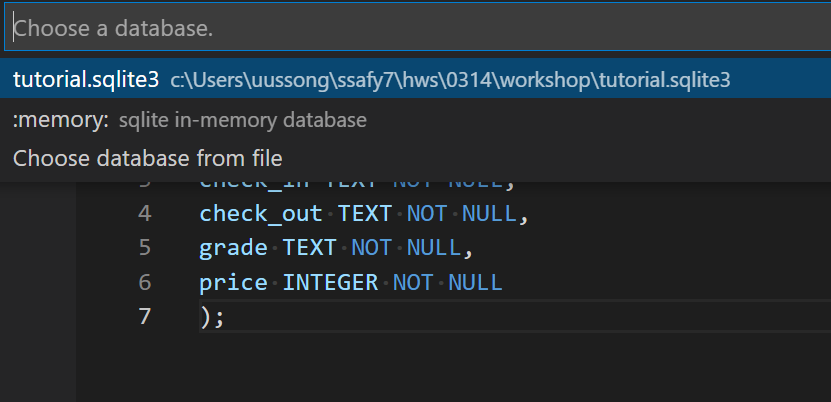 Choose a database.
tutorial.sqlite3 c:\Users\uussong\ssafy7\hws\0314\workshop\tutorial.sqlite3
:memory: sqlite in-memory database
Choose database from file
3 check_in TEXT NOT NULL,
4 check_out TEXT NOT NULL,
5 grade TEXT NOT NULL,
6 price INTEGER NOT NULL
7 );